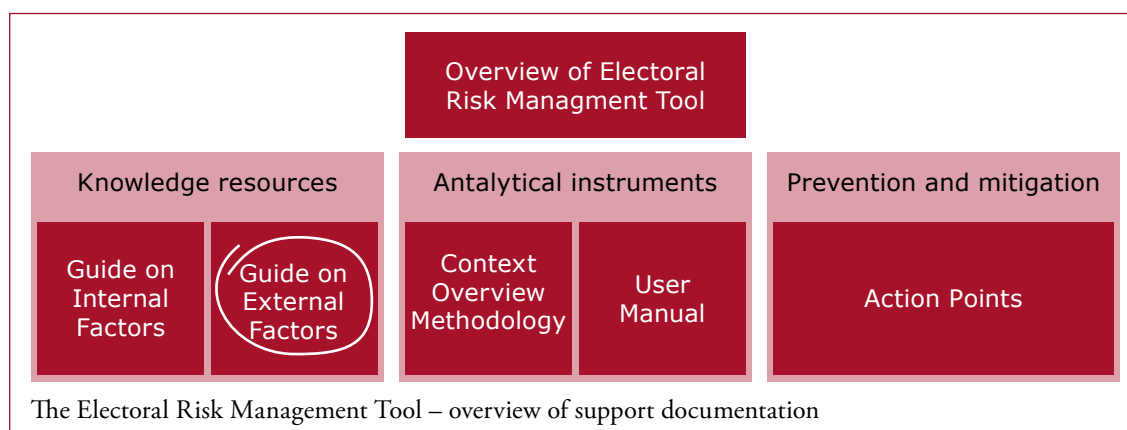 Overview of Electoral
Risk Managment Tool
Knowledge resources
Guide on
Internal
Factors
Guide on
External
Factors
Antalytical instruments
Context
Overview
Methodology
User
Manual
Prevention and mitigation
Action Points
The Electoral Risk Management Tool – overview of support documentation